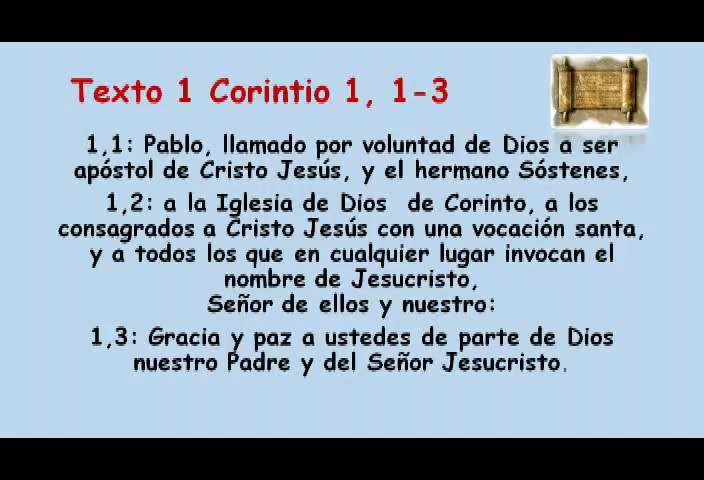 Texto 1 Corintio 1, 1-3
1,1: Pablo, llamado por voluntad de Dios a ser
apóstol de Cristo Jesús, y el hermano Sóstenes,
1,2: a la Iglesia de Dios de Corinto, a los
consagrados a Cristo Jesús con una vocación santa,
y a todos los que en cualquier lugar invocan el
nombre de Jesucristo,
Señor de ellos y nuestro:
1,3: Gracia y paz a ustedes de parte de Dios
nuestro Padre y del Señor Jesucristo.